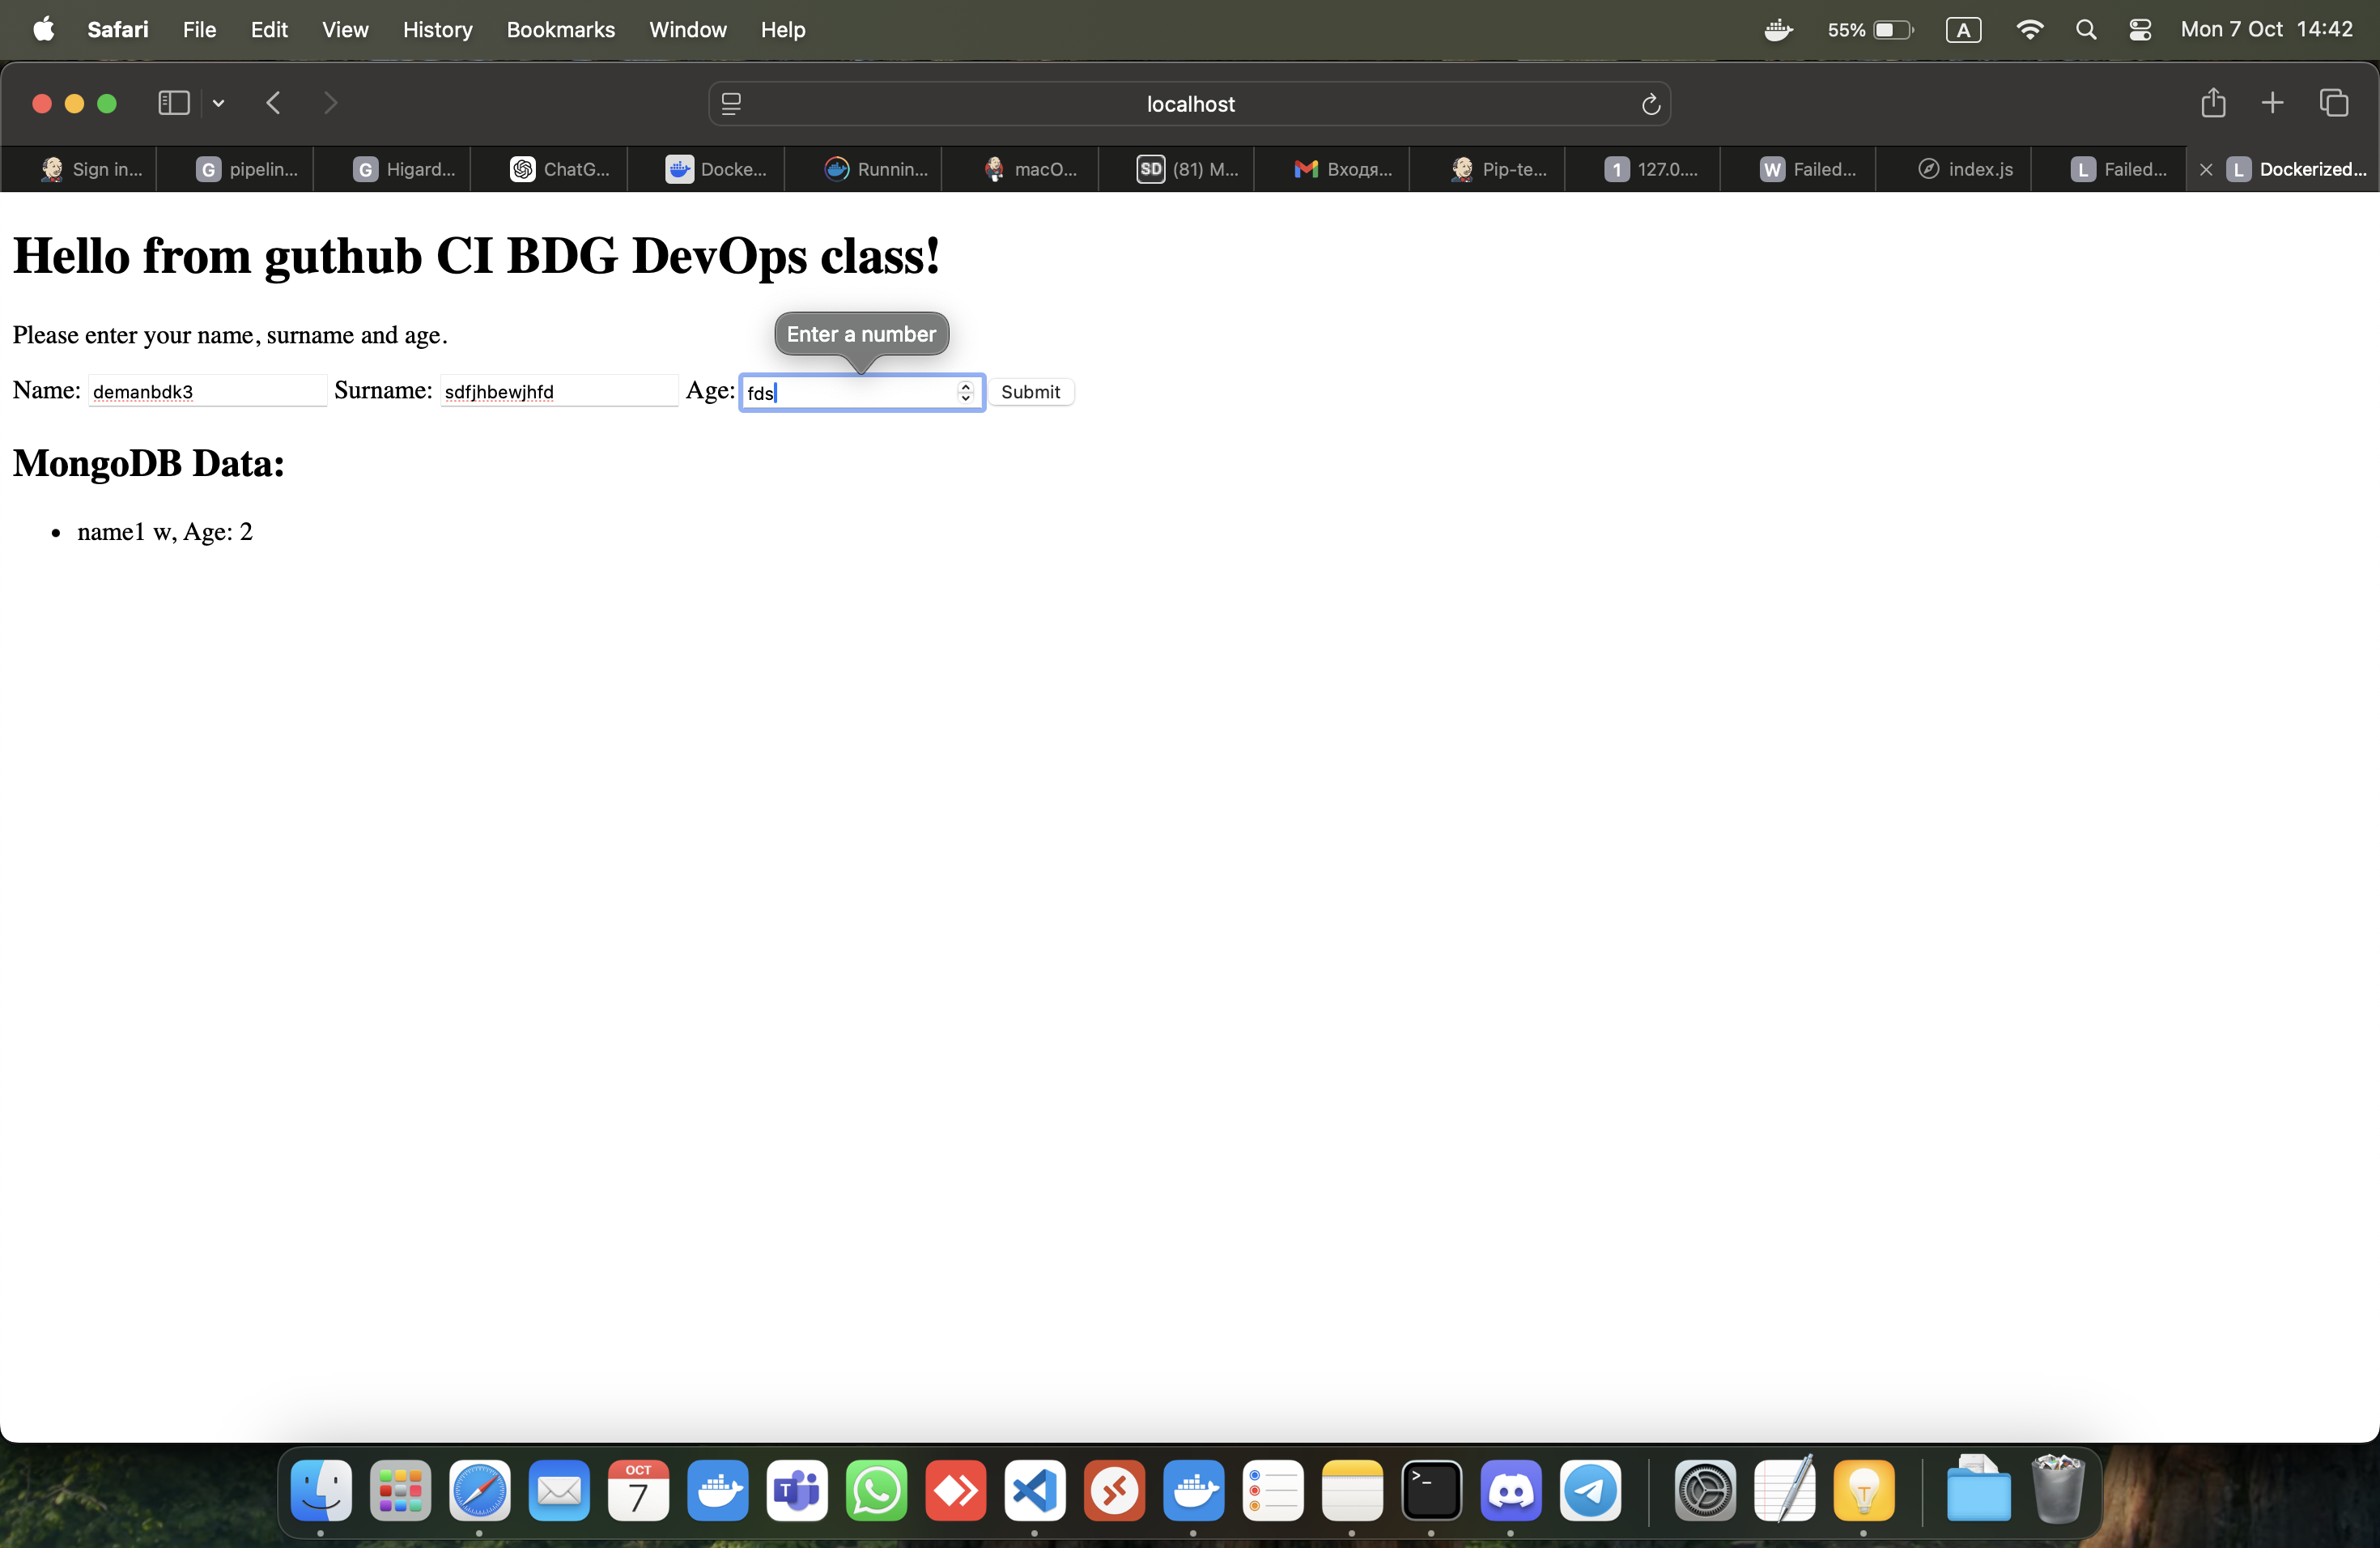 Safari File Edit View History Bookmarks Window Help 55% A Mon 7 Oct 14:42
localhost
Sign in... G pipelin... G Higard... ChatG... Docke... Runnin... macO... SD (81) M... Входя... Pip-te... 1 127.0.... W Failed... index.js L Failed... L Dockerized...
Hello from guthub CI BDG DevOps class!
Please enter your name, surname and age.
Enter a number
Name: demanbdk3 Surname: sdfjhbewjhfd Age: fds Submit
MongoDB Data:
• name1 w, Age: 2
OCT
7
T
>_
T